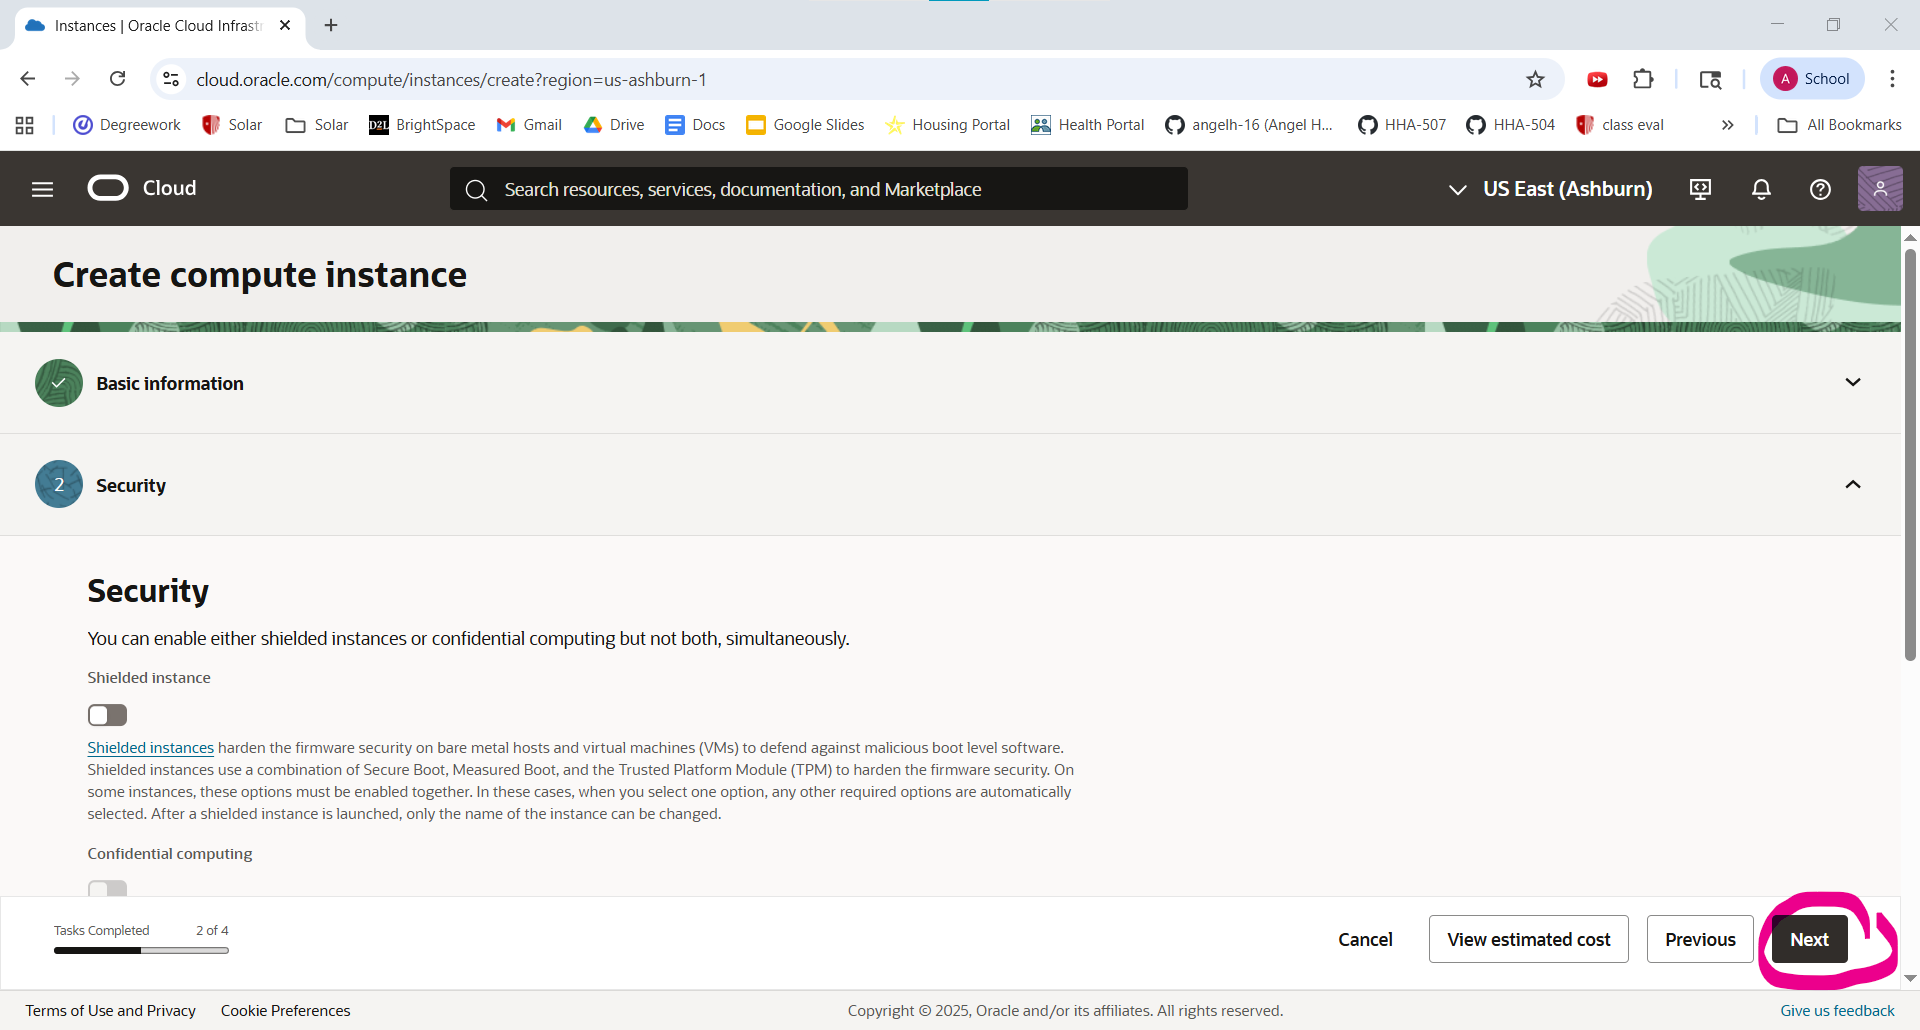 Instances | Oracle Cloud Infrastr
cloud.oracle.com/compute/instances/create?region=us-ashburn-1
A School
Degreework
Solar
Solar
D2L BrightSpace
Gmail
Drive
Docs
Google Slides
Housing Portal
Health Portal
angelh-16 (Angel H...
HHA-507
HHA-504
class eval
All Bookmarks
Cloud
Search resources, services, documentation, and Marketplace
US East (Ashburn)
Create compute instance
Basic information
2 Security
Security
You can enable either shielded instances or confidential computing but not both, simultaneously.
Shielded instance
Shielded instances harden the firmware security on bare metal hosts and virtual machines (VMs) to defend against malicious boot level software.
Shielded instances use a combination of Secure Boot, Measured Boot, and the Trusted Platform Module (TPM) to harden the firmware security. On
some instances, these options must be enabled together. In these cases, when you select one option, any other required options are automatically
selected. After a shielded instance is launched, only the name of the instance can be changed.
Confidential computing
Tasks Completed 2 of 4
Cancel
View estimated cost
Previous
Next
Terms of Use and Privacy
Cookie Preferences
Copyright © 2025, Oracle and/or its affiliates. All rights reserved.
Give us feedback